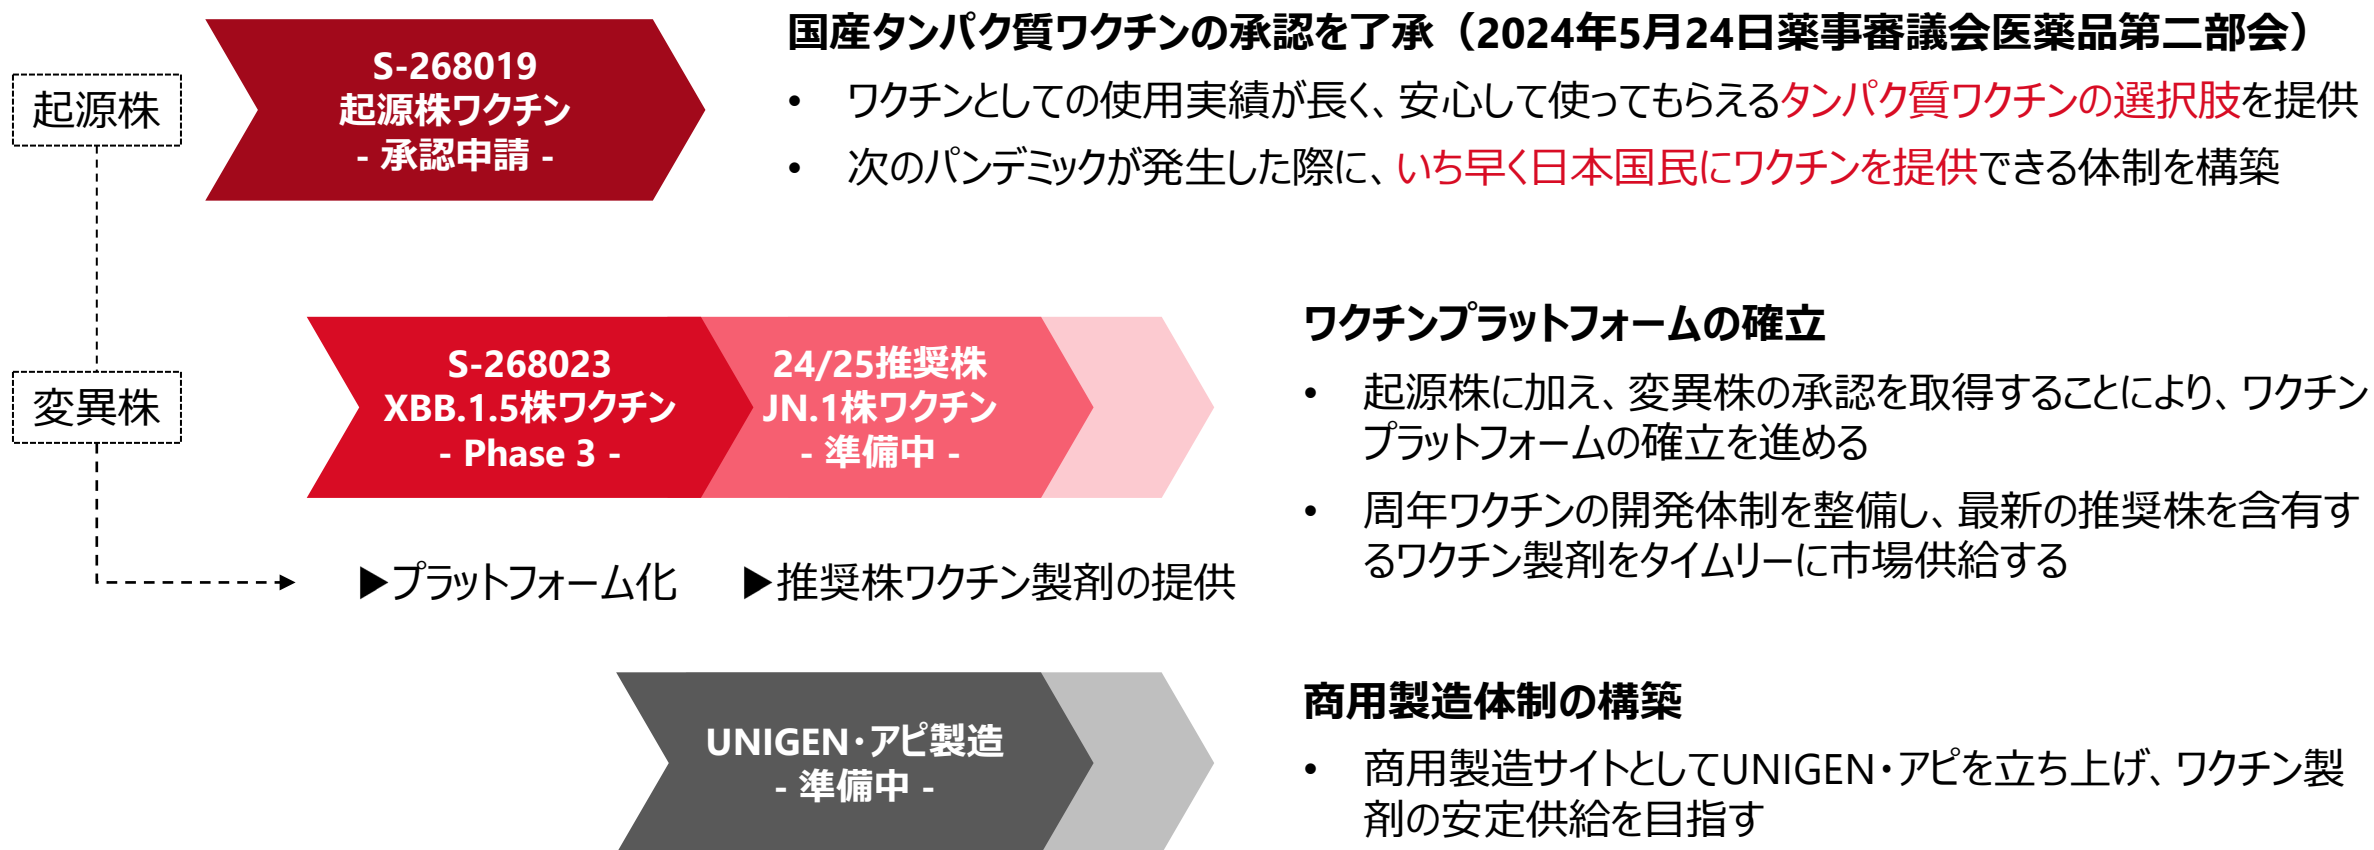 起源株
S-268019
起源株ワクチン
- 承認申請 -
国産タンパク質ワクチンの承認を了承（2024年5月24日薬事審議会医薬品第二部会）
• ワクチンとしての使用実績が長く、安心して使ってもらえるタンパク質ワクチンの選択肢を提供
• 次のパンデミックが発生した際に、いち早く日本国民にワクチンを提供できる体制を構築
変異株
S-268023
XBB.1.5株ワクチン
- Phase 3 -
24/25推奨株
JN.1株ワクチン
- 準備中 -
▶プラットフォーム化
▶推奨株ワクチン製剤の提供
ワクチンプラットフォームの確立
• 起源株に加え、変異株の承認を取得することにより、ワクチン
プラットフォームの確立を進める
• 周年ワクチンの開発体制を整備し、最新の推奨株を含有す
るワクチン製剤をタイムリーに市場供給する
UNIGEN・アピ製造
- 準備中 -
商用製造体制の構築
• 商用製造サイトとしてUNIGEN・アピを立ち上げ、ワクチン製
剤の安定供給を目指す